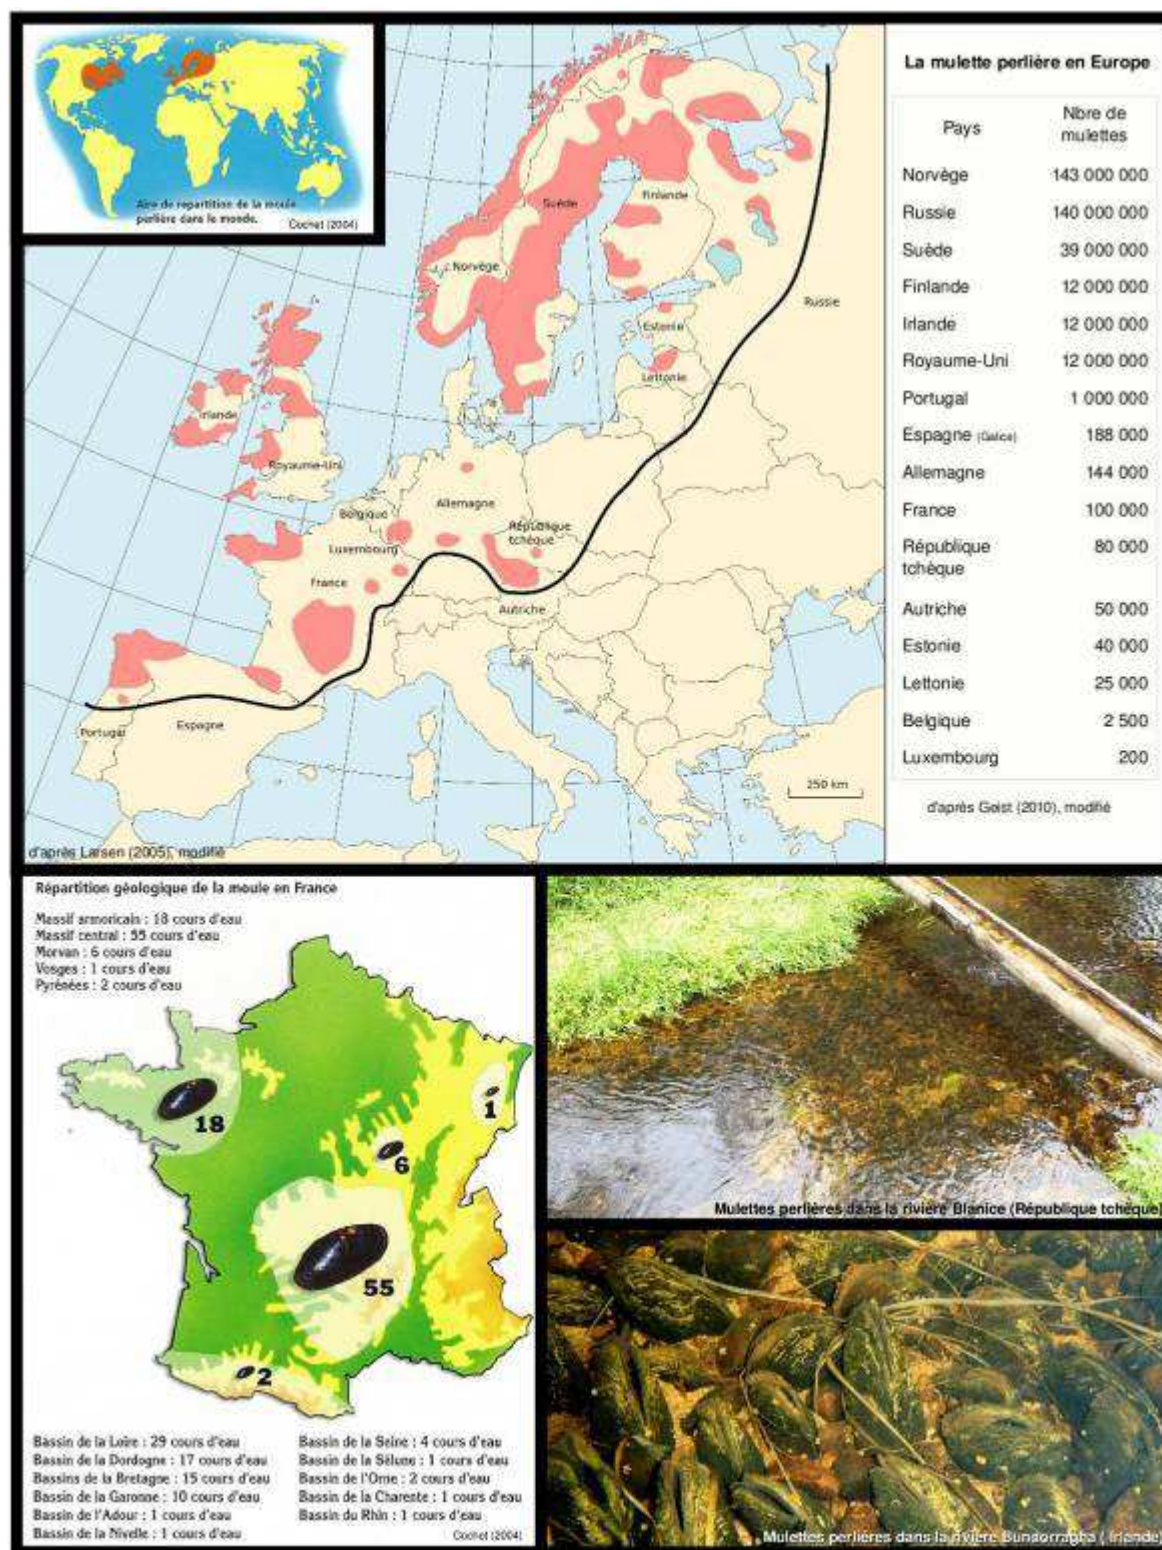 Aire de repartition de la moule
perlière dans le monde.
Cochet (2004)
Suède
Finlande
Norvège
Russie
Estonie
Lettonie
Irlande
Royaume-Uni
Allemagne
Belgique
République
tchèque
Luxembourg
France
Autriche
Espagne
Portugal
250 km
d'après Larsen (2005), modifié
La mulette perlière en Europe
Pays Nbre de
mulettes
Norvège 143 000 000
Russie 140 000 000
Suède 39 000 000
Finlande 12 000 000
Irlande 12 000 000
Royaume-Uni 12 000 000
Portugal 1 000 000
Espagne (Galice) 188 000
Allemagne 144 000
France 100 000
République 80 000
tchèque
Autriche 50 000
Estonie 40 000
Lettonie 25 000
Belgique 2 500
Luxembourg 200
d'après Geist (2010), modifié
Répartition géologique de la moule en France
Massif armoricain : 18 cours d'eau
Massif central : 55 cours d'eau
Morvan : 6 cours d'eau
Vosges : 1 cours d'eau
Pyrénées : 2 cours d'eau
18
1
6
55
2
Bassin de la Loire : 29 cours d'eau
Bassin de la Dordogne : 17 cours d'eau
Bassins de la Bretagne : 15 cours d'eau
Bassin de la Garonne : 10 cours d'eau
Bassin de l'Adour : 1 cours d'eau
Bassin de la Nivelle : 1 cours d'eau
Bassin de la Seine : 4 cours d'eau
Bassin de la Sélune : 1 cours d'eau
Bassin de l'Orne : 2 cours d'eau
Bassin de la Charente : 1 cours d'eau
Bassin du Rhin : 1 cours d'eau
Cochet (2004)
Mulettes perlières dans la rivière Blanice (République tchèque)
Mulettes perlières dans la rivière Bunsorragha ( Irlande)